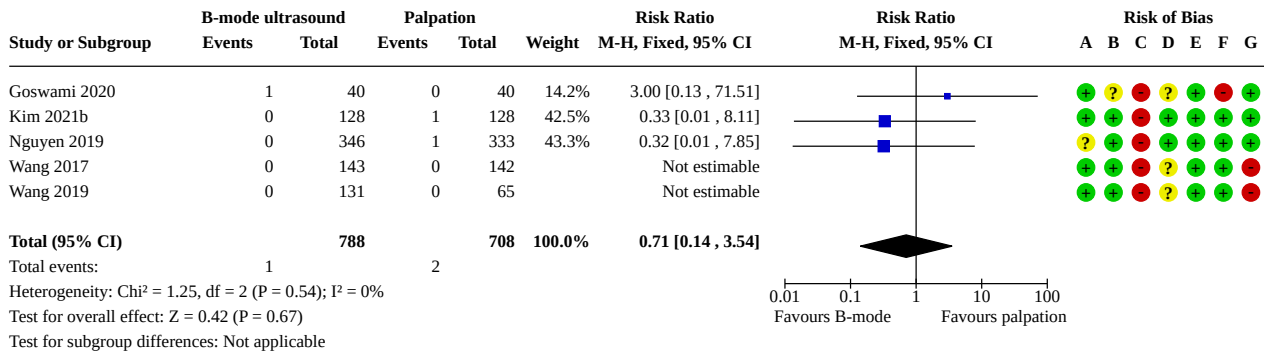 B-mode ultrasound Palpation Risk Ratio Risk Ratio Risk of Bias
Study or Subgroup Events Total Events Total Weight M-H, Fixed, 95% CI M-H, Fixed, 95% CI A B C D E F G
Goswami 2020 1 40 0 40 14.2% 3.00 [0.13 , 71.51] + ? - ? + - +
Kim 2021b 0 128 1 128 42.5% 0.33 [0.01 , 8.11] + + - + + + +
Nguyen 2019 0 346 1 333 43.3% 0.32 [0.01 , 7.85] ? + - + + + +
Wang 2017 0 143 0 142 Not estimable + + - ? + + -
Wang 2019 0 131 0 65 Not estimable + + - ? + + -
Total (95% CI) 788 708 100.0% 0.71 [0.14 , 3.54]
Total events: 1 2
Heterogeneity: Chi² = 1.25, df = 2 (P = 0.54); I² = 0%
0.01 0.1 1 10 100
Test for overall effect: Z = 0.42 (P = 0.67) Favours B-mode Favours palpation
Test for subgroup differences: Not applicable